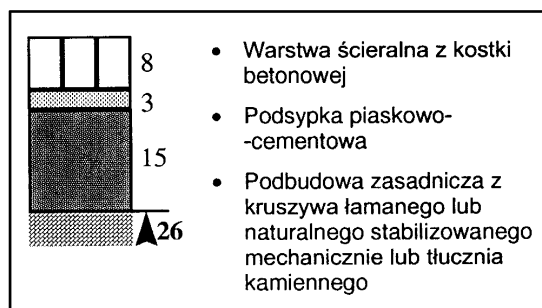 8
3
15
26
• Warstwa ścieralna z kostki
betonowej
• Podsypka piaskowo-
-cementowa
• Podbudowa zasadnicza z
kruszywa łamanego lub
naturalnego stabilizowanego
mechanicznie lub tłucznia
kamiennego